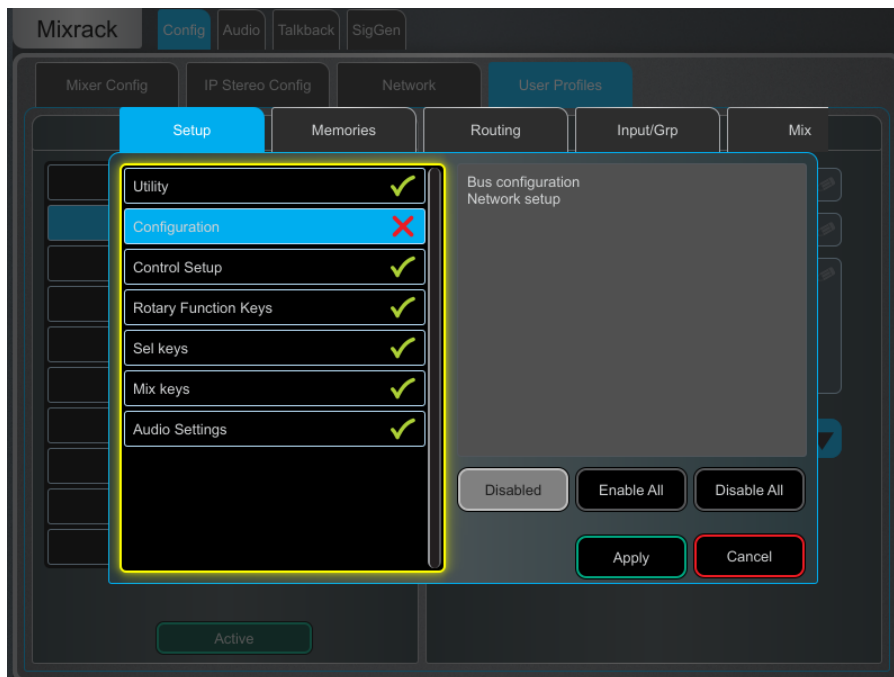 Mixrack
Config
Audio
Talkback
SigGen
Mixer Config
IP Stereo Config
Network
User Profiles
Setup
Memories
Routing
Input/Grp
Mix
Utility
Configuration
Control Setup
Rotary Function Keys
Sel keys
Mix keys
Audio Settings
Bus configuration
Network setup
Disabled
Enable All
Disable All
Apply
Cancel
Active